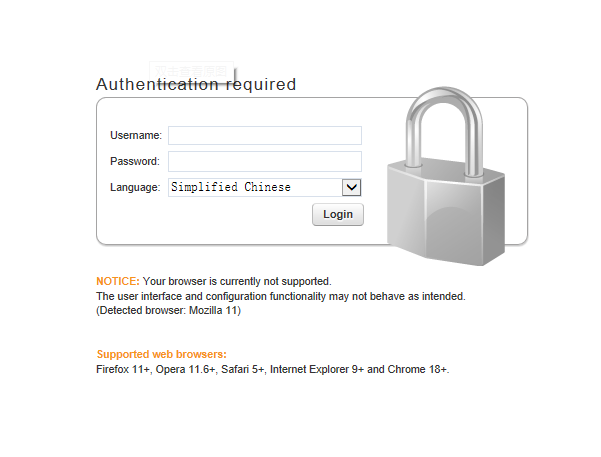 Authentication required
Username:
Password:
Language: Simplified Chinese
Login
NOTICE: Your browser is currently not supported.
The user interface and configuration functionality may not behave as intended.
(Detected browser: Mozilla 11)
Supported web browsers:
Firefox 11+, Opera 11.6+, Safari 5+, Internet Explorer 9+ and Chrome 18+.